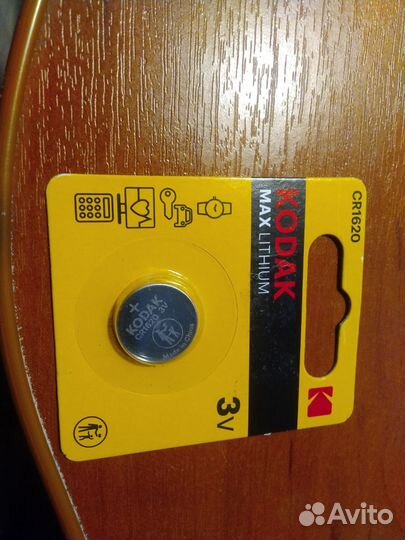 CR1620
KODAK
MAX LITHIUM
+
KODAK
CR1620 3V
Made in China
3V
Avito